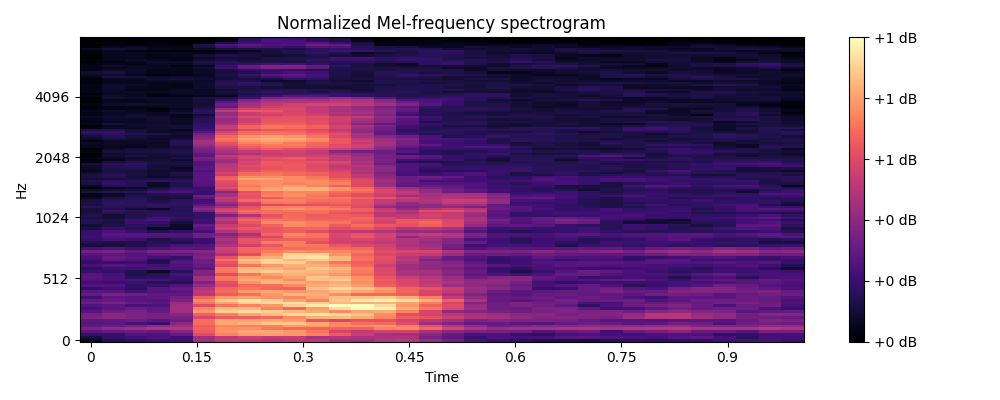 Normalized Mel-frequency spectrogram
Hz
4096
2048
1024
512
0
0 0.15 0.3 0.45 0.6 0.75 0.9
Time
+1 dB
+1 dB
+1 dB
+0 dB
+0 dB
+0 dB